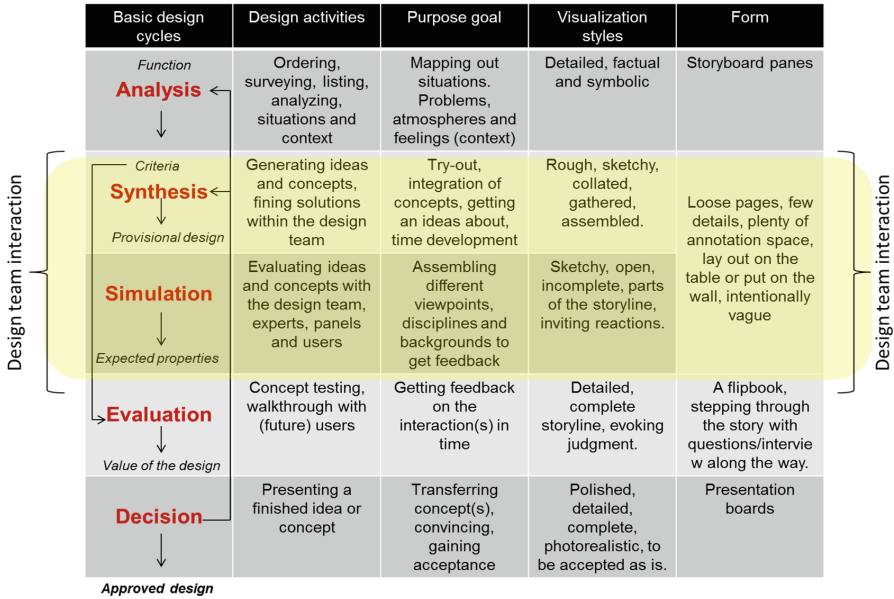 Basic design
cycles
Design activities
Purpose goal
Visualization
styles
Form
Function
Analysis
Ordering,
surveying, listing,
analyzing,
situations and
context
Mapping out
situations.
Problems,
atmospheres and
feelings (context)
Detailed, factual
and symbolic
Storyboard panes
Criteria
Synthesis
Provisional design
Generating ideas
and concepts,
fining solutions
within the design
team
Try-out,
integration of
concepts, getting
an ideas about,
time development
Rough, sketchy,
collated,
gathered,
assembled.
Loose pages, few
details, plenty of
annotation space,
lay out on the
table or put on the
wall, intentionally
vague
Simulation
Expected properties
Evaluating ideas
and concepts with
the design team,
experts, panels
and users
Assembling
different
viewpoints,
disciplines and
backgrounds to
get feedback
Sketchy, open,
incomplete, parts
of the storyline,
inviting reactions.
Evaluation
Value of the design
Concept testing,
walkthrough with
(future) users
Getting feedback
on the
interaction(s) in
time
Detailed,
complete
storyline, evoking
judgment.
A flipbook,
stepping through
the story with
questions/intervie
w along the way.
Decision
Presenting a
finished idea or
concept
Transferring
concept(s),
convincing,
gaining
acceptance
Polished,
detailed,
complete,
photorealistic, to
be accepted as is.
Presentation
boards
Approved design
Design team interaction
Design team interaction